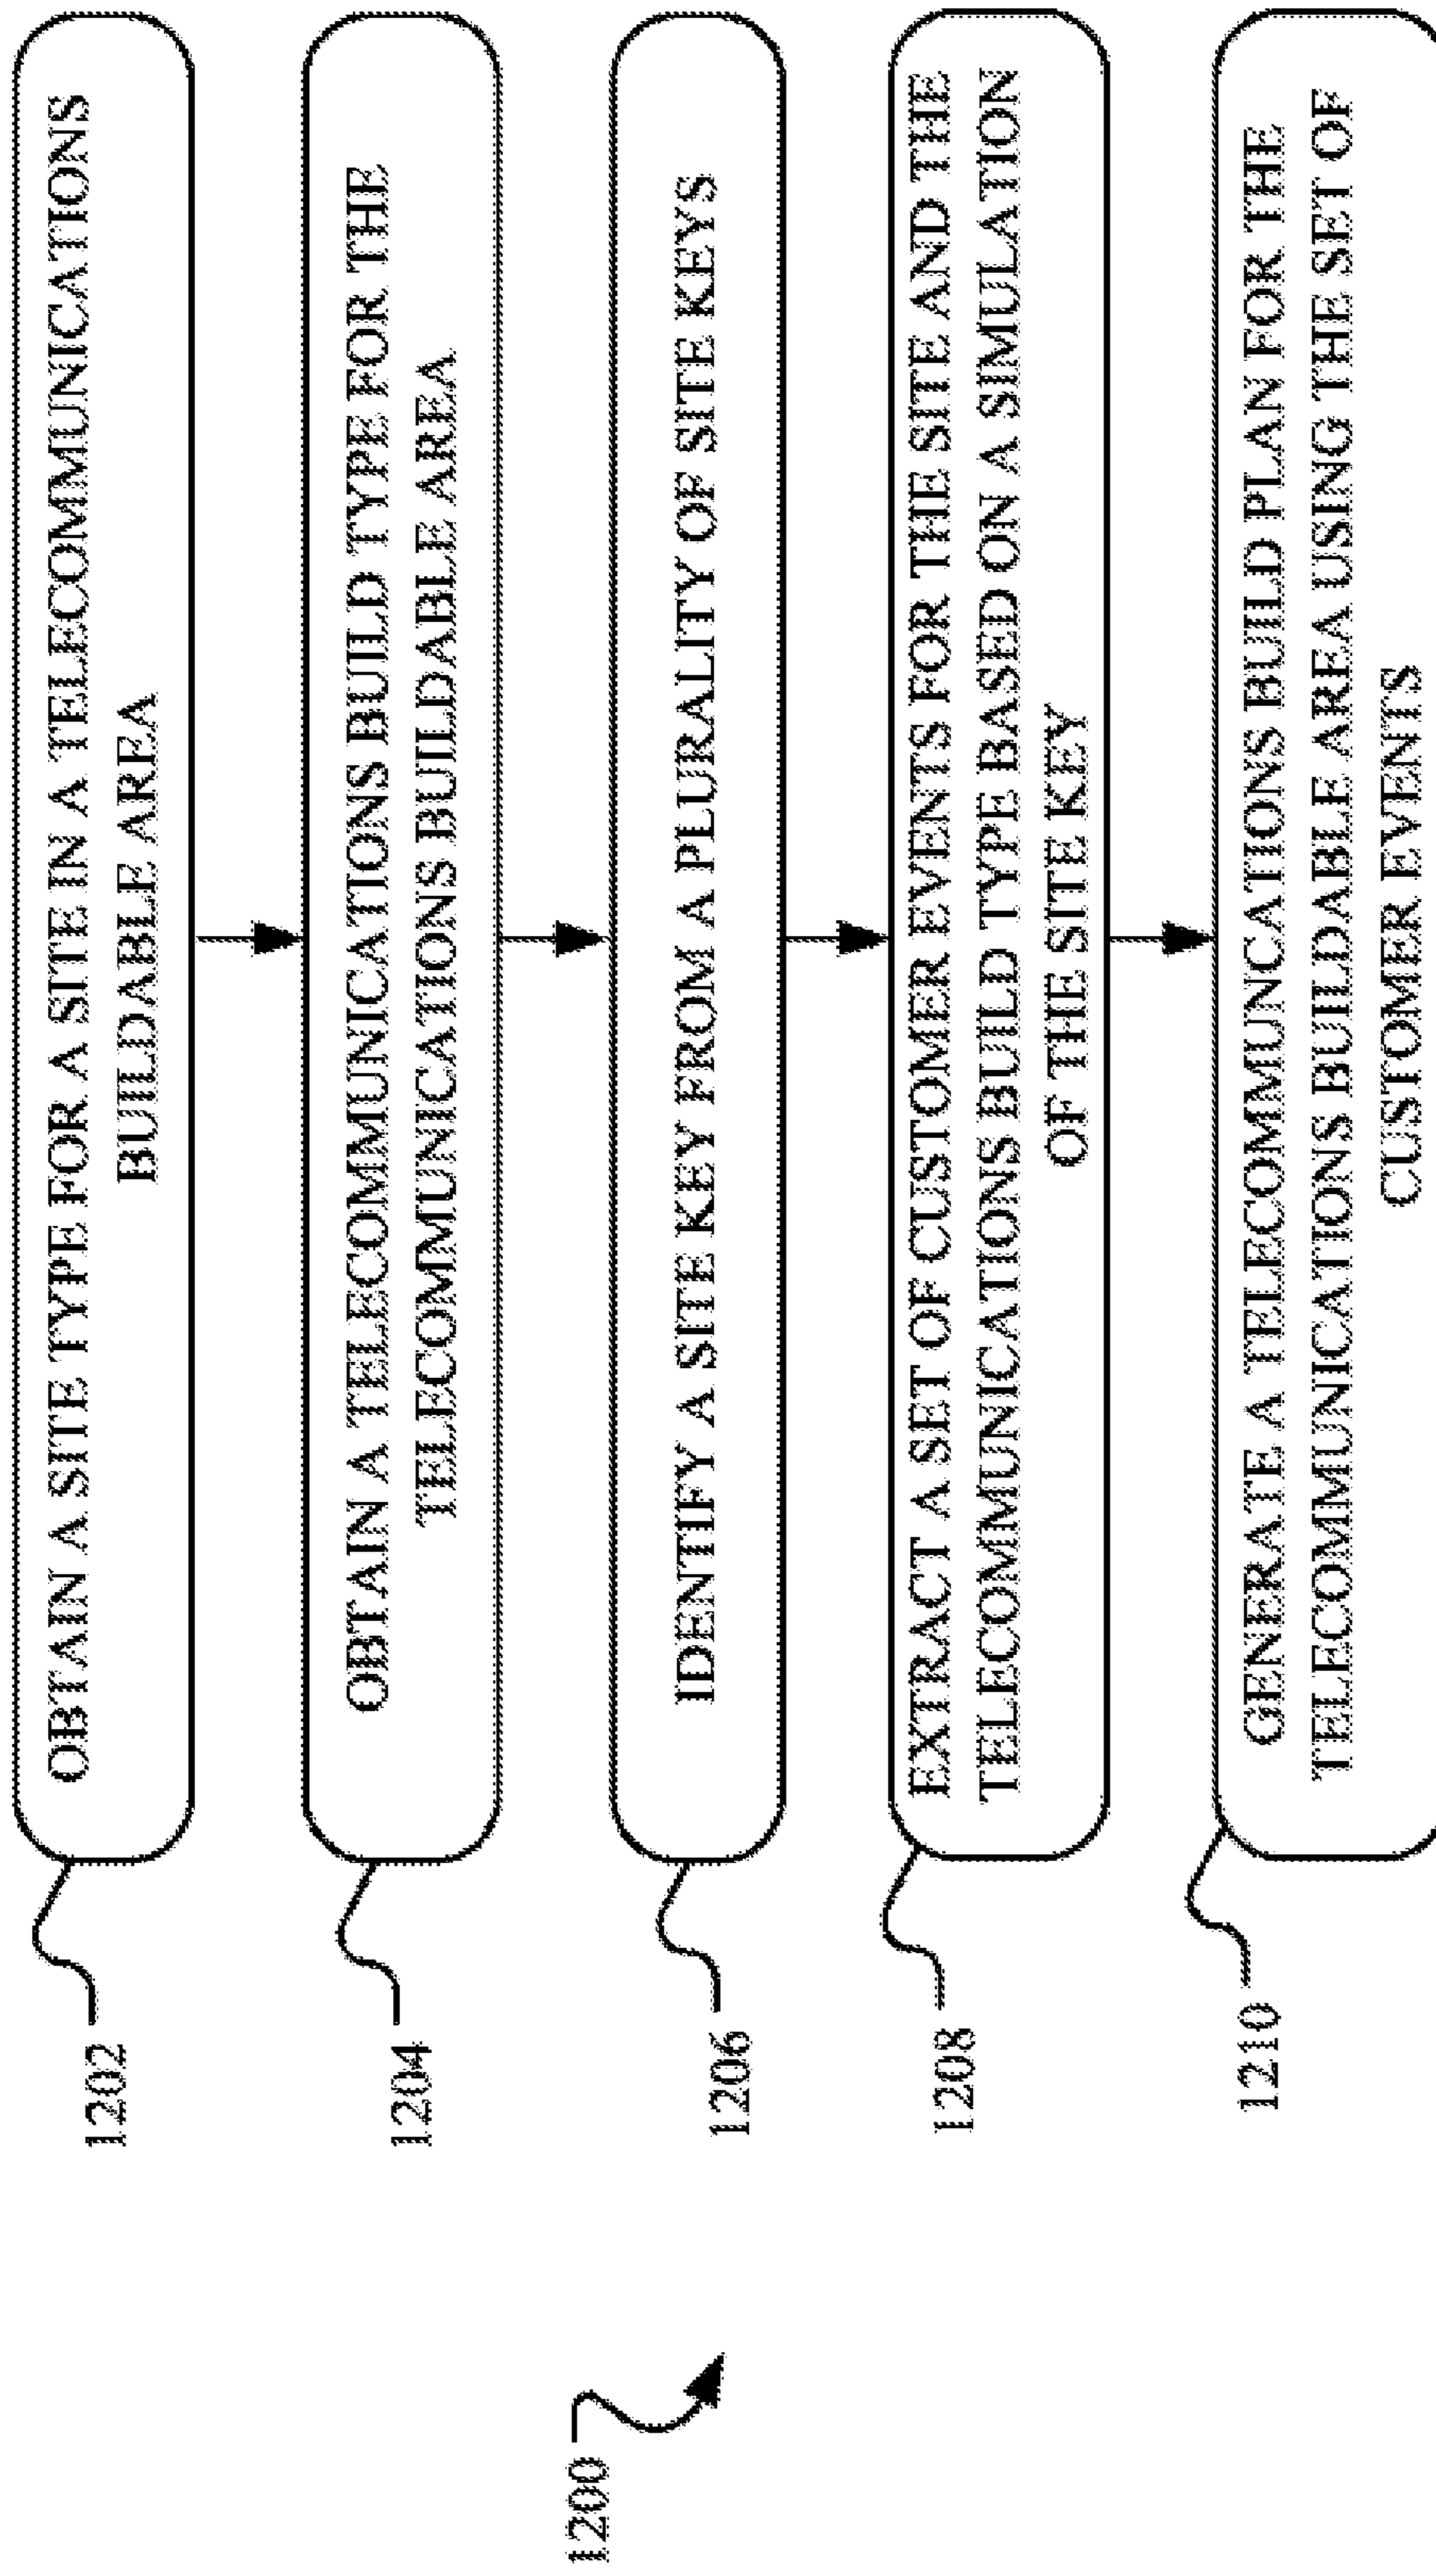 1202
OBTAIN A SITE TYPE FOR A SITE IN A TELECOMMUNICATIONS
BUILDABLE AREA
1204
OBTAIN A TELECOMMUNICATIONS BUILD TYPE FOR THE
TELECOMMUNICATIONS BUILDABLE AREA
1200
1206
IDENTIFY A SITE KEY FROM A PLURALITY OF SITE KEYS
1208
EXTRACT A SET OF CUSTOMER EVENTS FOR THE SITE AND THE
TELECOMMUNICATIONS BUILD TYPE BASED ON A SIMULATION
OF THE SITE KEY
1210
GENERATE A TELECOMMUNCATIONS BUILD PLAN FOR THE
TELECOMMUNICATIONS BUILDABLE AREA USING THE SET OF
CUSTOMER EVENTS